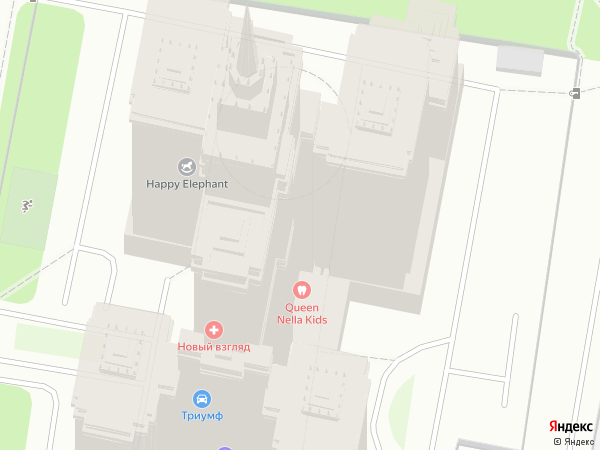 Happy Elephant
Queen
Nella Kids
Новый взгляд
Триумф
Яндекс
© Яндекс